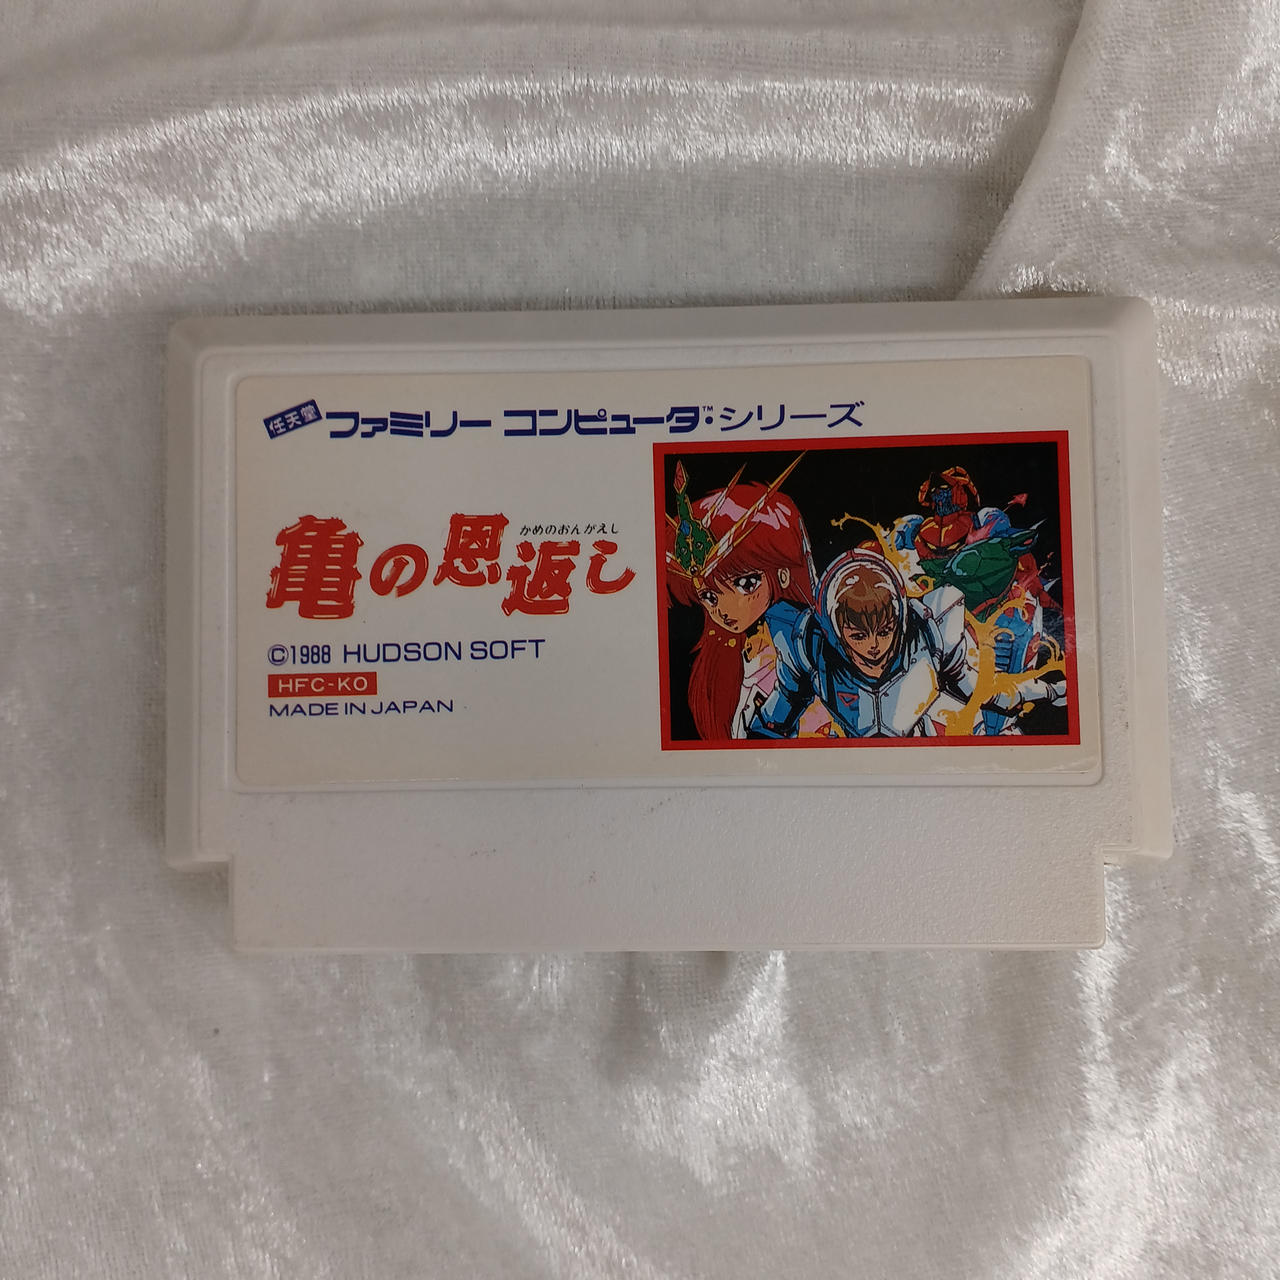 任天堂 ファミリー コンピュータ™・シリーズ
かめのおんがえし
亀の恩返し
©1988 HUDSON SOFT
HFC-KO
MADE IN JAPAN